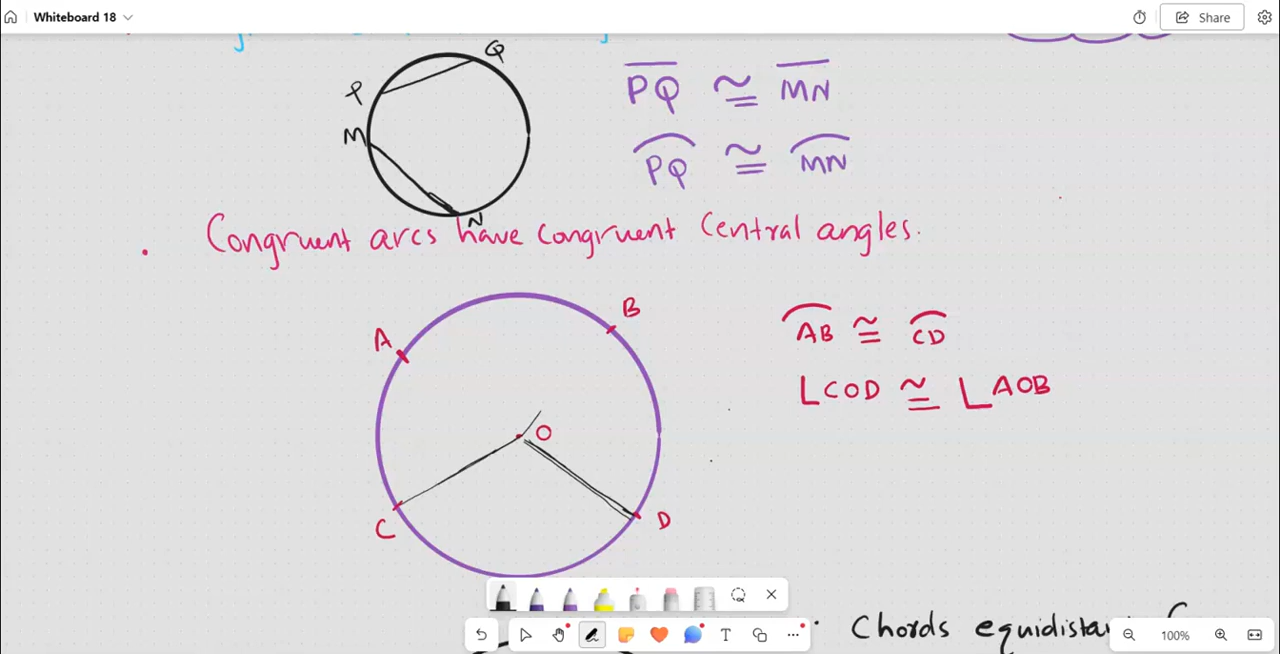 Whiteboard 18
Share
Q
P
M
N
PQ ≅ MN
PQ ≅ MN
. Congruent arcs have congruent Central angles.
B
A
O
C
D
AB ≅ CD
∠COD ≅ ∠AOB
. Chords equidista
T
100%